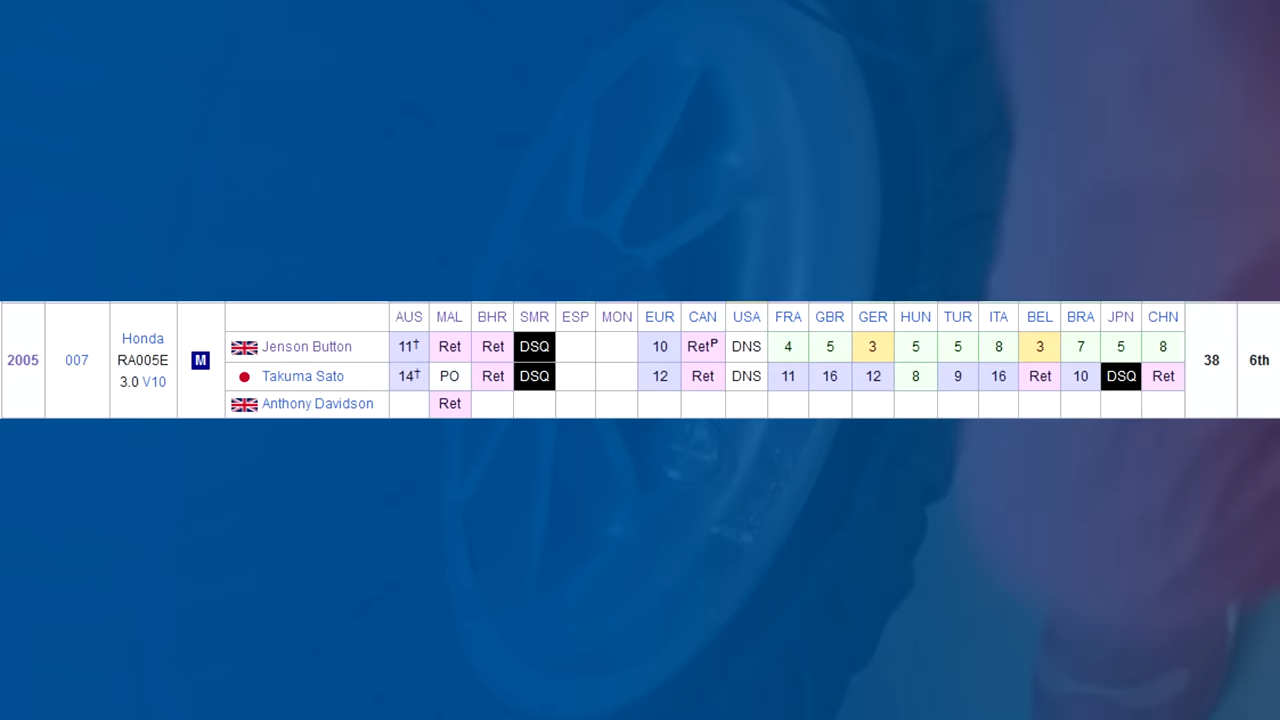 AUS MAL BHR SMR ESP MON EUR CAN USA FRA GBR GER HUN TUR ITA BEL BRA JPN CHN
2005 007 Honda RA005E 3.0 V10 M 38 6th
Jenson Button 11† Ret Ret DSQ 10 Retᴾ DNS 4 5 3 5 5 8 3 7 5 8
Takuma Sato 14† PO Ret DSQ 12 Ret DNS 11 16 12 8 9 16 Ret 10 DSQ Ret
Anthony Davidson Ret